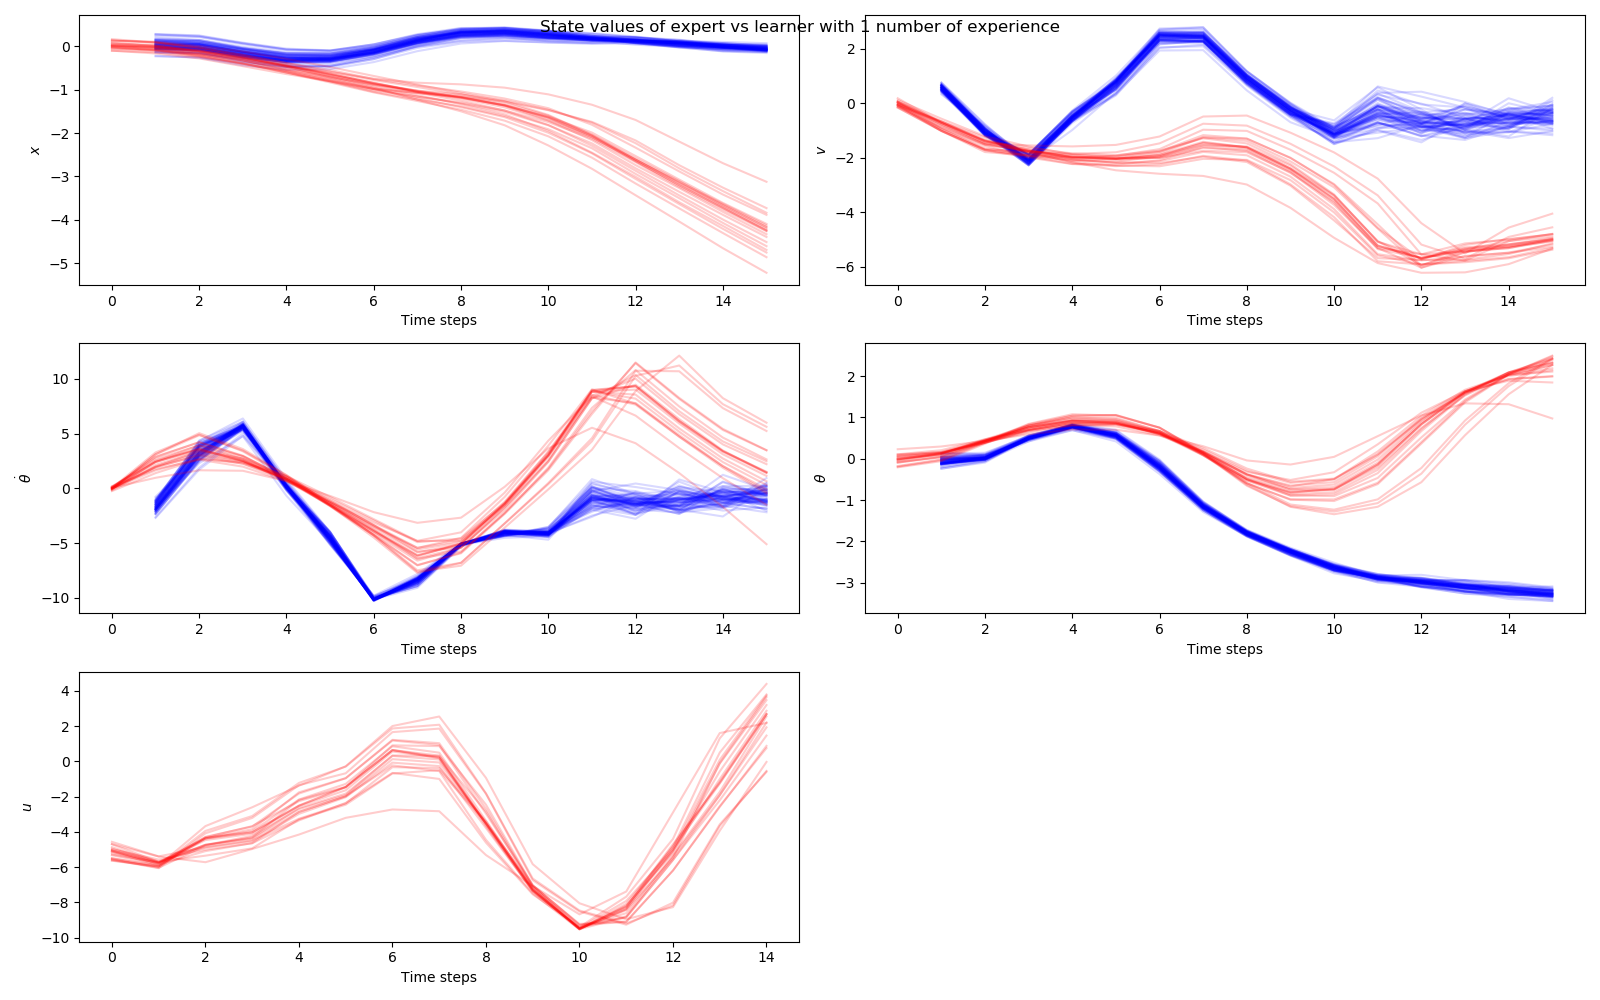 State values of expert vs learner with 1 number of experience
0
−1
−2
−3
−4
−5
x
0 2 4 6 8 10 12 14
Time steps
2
0
−2
−4
−6
v
0 2 4 6 8 10 12 14
Time steps
10
5
0
−5
−10
θ̇
0 2 4 6 8 10 12 14
Time steps
2
1
0
−1
−2
−3
θ
0 2 4 6 8 10 12 14
Time steps
4
2
0
−2
−4
−6
−8
−10
u
0 2 4 6 8 10 12 14
Time steps